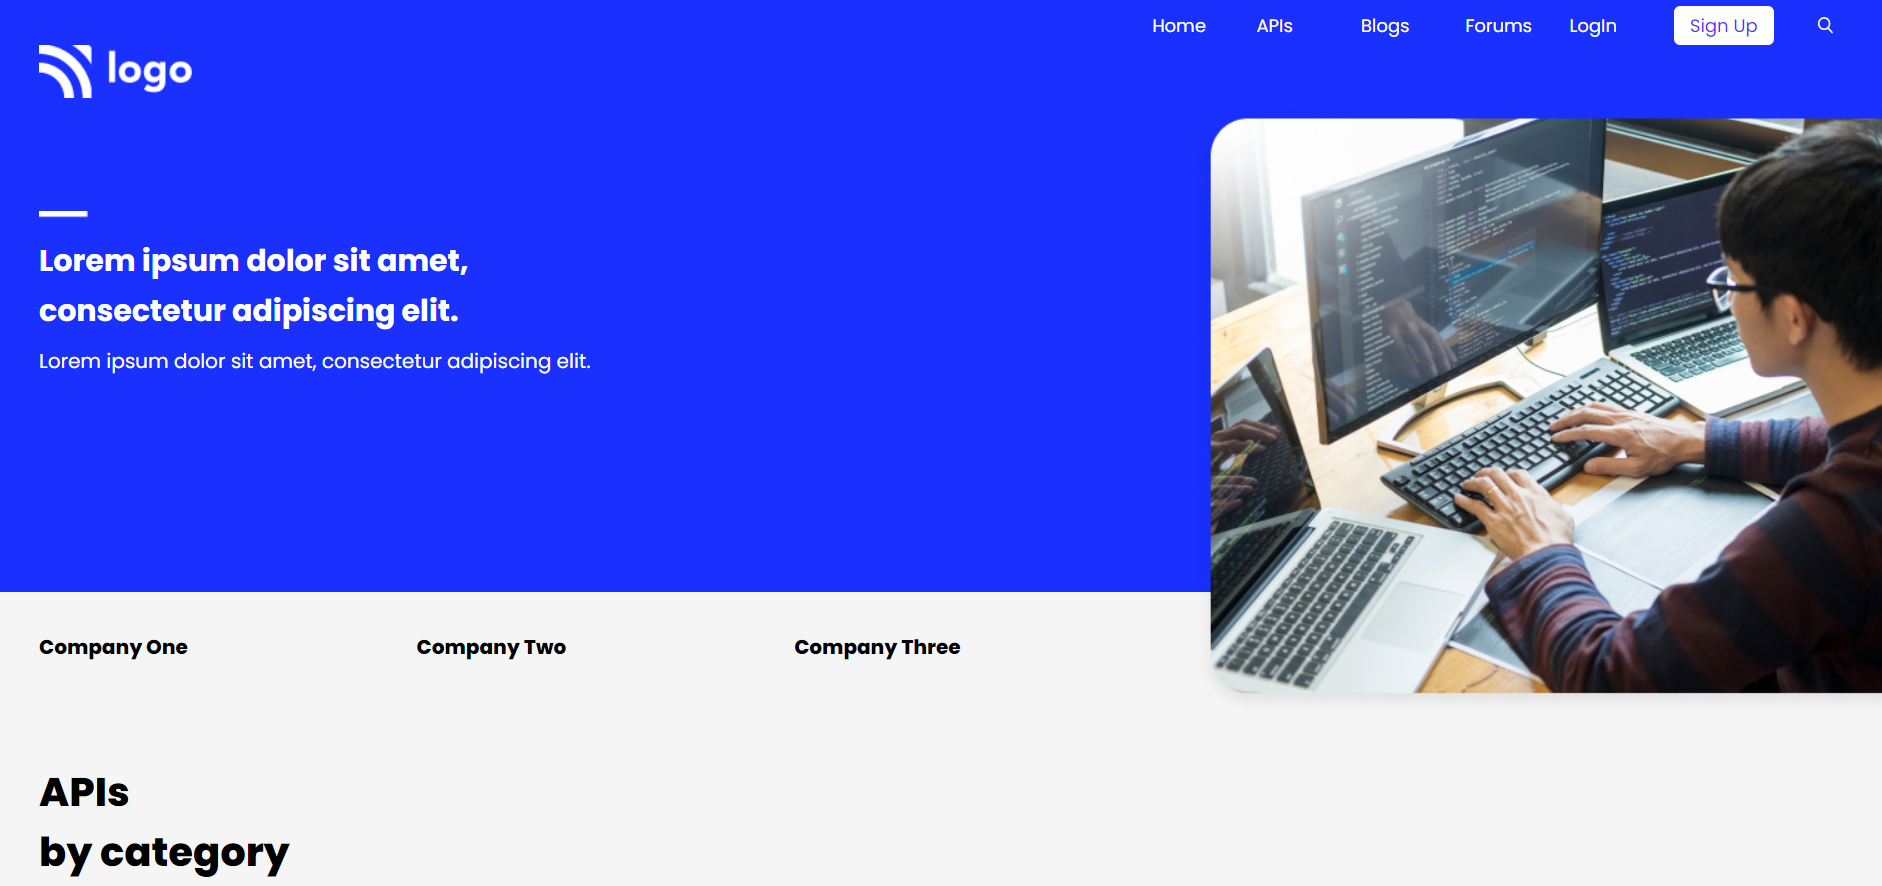 Home APIs Blogs Forums LogIn Sign Up
logo
Lorem ipsum dolor sit amet,
consectetur adipiscing elit.
Lorem ipsum dolor sit amet, consectetur adipiscing elit.
Company One Company Two Company Three
APIs
by category